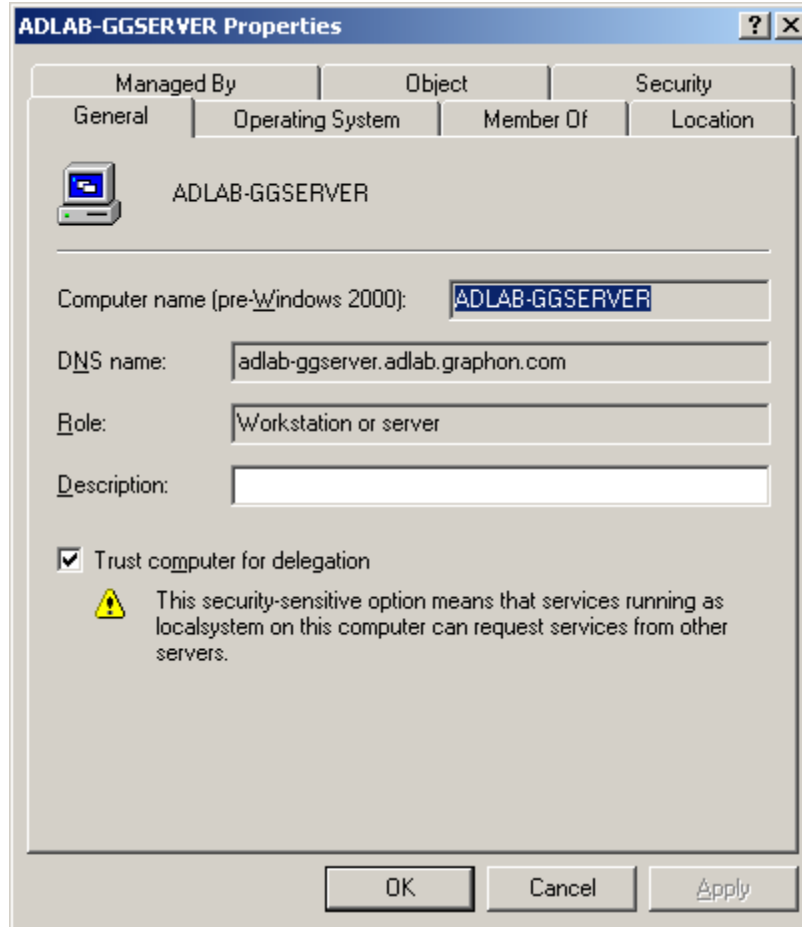 ADLAB-GGSERVER Properties
Managed By Object Security
General Operating System Member Of Location
ADLAB-GGSERVER
Computer name (pre-Windows 2000): ADLAB-GGSERVER
DNS name: adlab-ggserver.adlab.graphon.com
Role: Workstation or server
Description:
Trust computer for delegation
This security-sensitive option means that services running as
localsystem on this computer can request services from other
servers.
OK Cancel Apply